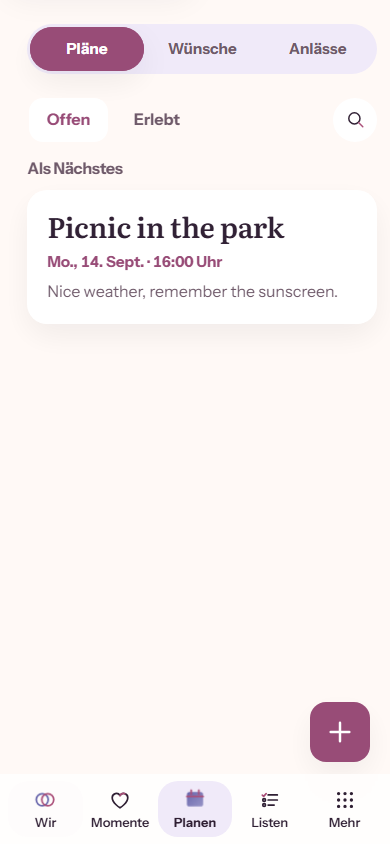 Pläne Wünsche Anlässe
Offen Erlebt
Als Nächstes
Picnic in the park
Mo., 14. Sept. · 16:00 Uhr
Nice weather, remember the sunscreen.
Wir Momente Planen Listen Mehr